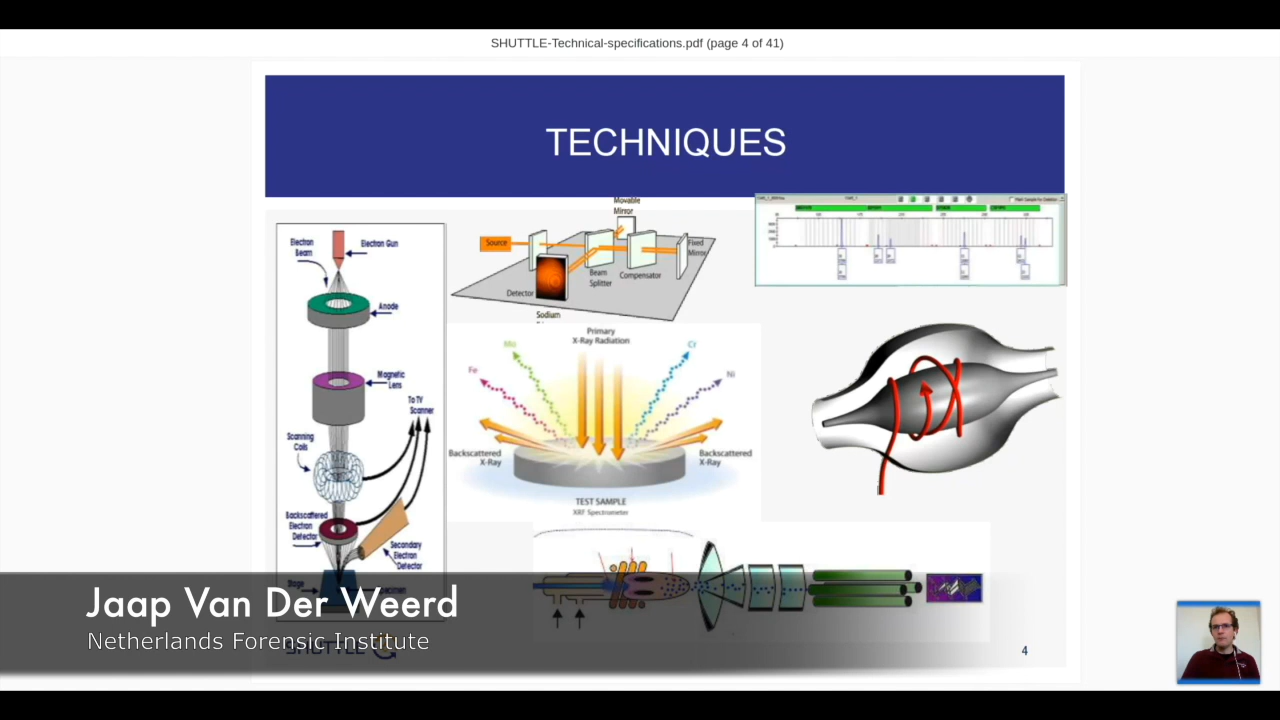 SHUTTLE-Technical-specifications.pdf (page 4 of 41)
TECHNIQUES
Electron
Beam
Electron Gun
Anode
Magnetic
Lens
To TV
Scanner
Scanning
Coils
Backscattered
Electron
Detector
Secondary
Electron
Detector
Stage
Movable
Mirror
Source
Fixed
Mirror
Beam
Splitter
Compensator
Detector
Sodium
Primary
X-Ray Radiation
Mo
Cr
Fe
Ni
Backscattered
X-Ray
Backscattered
X-Ray
TEST SAMPLE
XRF Spectrometer
Jaap Van Der Weerd
Netherlands Forensic Institute
SHUTTLE
4